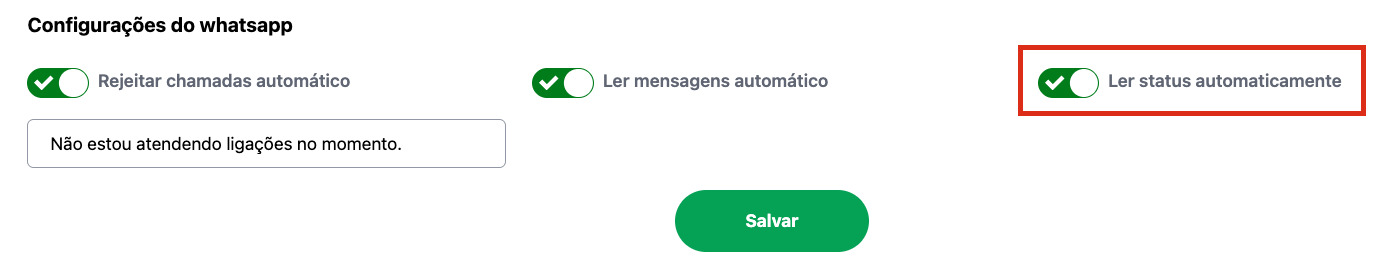 Configurações do whatsapp
Rejeitar chamadas automático
Ler mensagens automático
Ler status automaticamente
Não estou atendendo ligações no momento.
Salvar